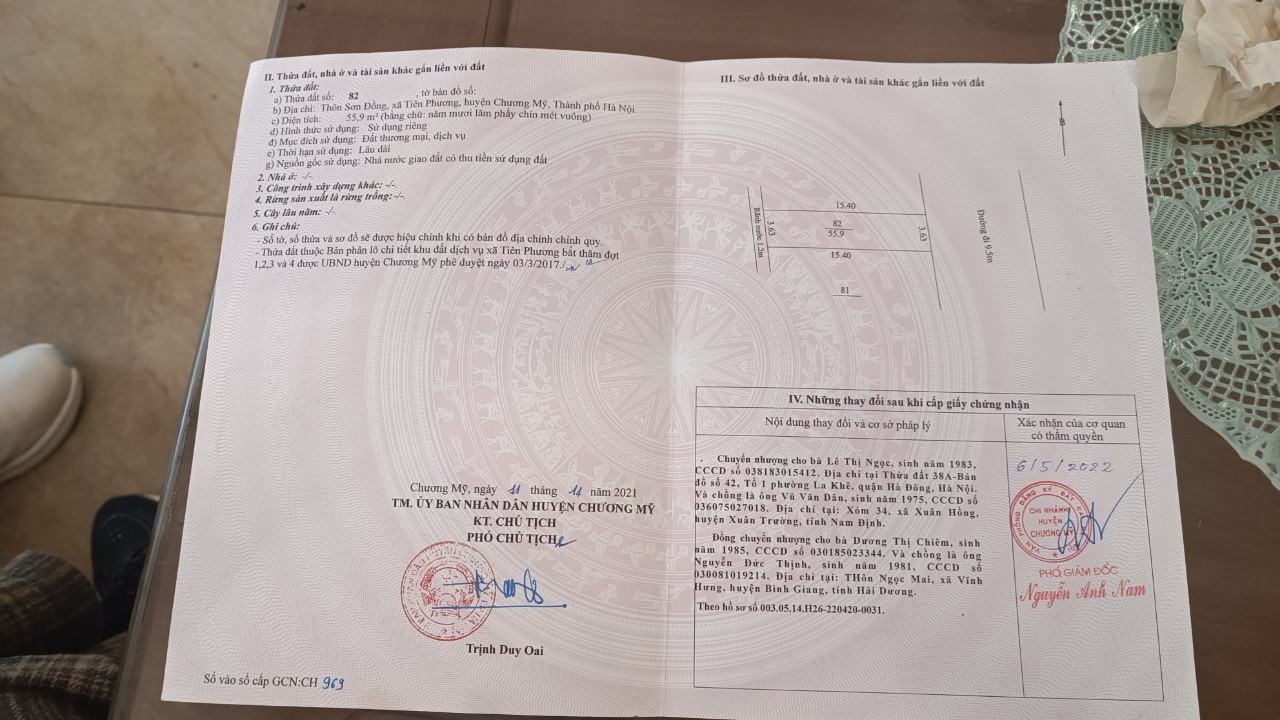 II. Thửa đất, nhà ở và tài sản khác gắn liền với đất
1. Thửa đất:
a) Thửa đất số: 82 , tờ bản đồ số:
b) Địa chỉ: Thôn Sơn Đồng, xã Tiên Phương, huyện Chương Mỹ, Thành phố Hà Nội
c) Diện tích: 55,9 m² (bằng chữ: năm mươi lăm phẩy chín mét vuông)
d) Hình thức sử dụng: Sử dụng riêng
đ) Mục đích sử dụng: Đất thương mại, dịch vụ
e) Thời hạn sử dụng: Lâu dài
g) Nguồn gốc sử dụng: Nhà nước giao đất có thu tiền sử dụng đất
2. Nhà ở: -/-.
3. Công trình xây dựng khác: -/-.
4. Rừng sản xuất là rừng trồng: -/-.
5. Cây lâu năm: -/-.
6. Ghi chú:
- Số tờ, số thửa và sơ đồ sẽ được hiệu chỉnh khi có bản đồ địa chính chính quy.
- Thửa đất thuộc Bản phân lô chi tiết khu đất dịch vụ xã Tiên Phương bắt thăm đợt
1,2,3 và 4 được UBND huyện Chương Mỹ phê duyệt ngày 03/3/2017./.
Chương Mỹ, ngày 11 tháng 11 năm 2021
TM. ỦY BAN NHÂN DÂN HUYỆN CHƯƠNG MỸ
KT. CHỦ TỊCH
PHÓ CHỦ TỊCH
Trịnh Duy Oai
Số vào sổ cấp GCN:CH 969
III. Sơ đồ thửa đất, nhà ở và tài sản khác gắn liền với đất
B
Rãnh nước 1.2m
15.40
3.63
82
55.9
3.63
15.40
81
Đường đi 9.5m
IV. Những thay đổi sau khi cấp giấy chứng nhận
Nội dung thay đổi và cơ sở pháp lý
Xác nhận của cơ quan
có thẩm quyền
Chuyển nhượng cho bà Lê Thị Ngọc, sinh năm 1983,
CCCD số 038183015412. Địa chỉ tại Thửa đất 38A-Bản
đồ số 42, Tổ 1 phường La Khê, quận Hà Đông, Hà Nội.
Và chồng là ông Vũ Văn Dân, sinh năm 1975, CCCD số
036075027018. Địa chỉ tại: Xóm 34, xã Xuân Hồng,
huyện Xuân Trường, tỉnh Nam Định.
Đồng chuyển nhượng cho bà Dương Thị Chiêm, sinh
năm 1985, CCCD số 030185023344. Và chồng là ông
Nguyễn Đức Thịnh, sinh năm 1981, CCCD số
030081019214. Địa chỉ tại: THôn Ngọc Mai, xã Vĩnh
Hưng, huyện Bình Giang, tỉnh Hải Dương.
Theo hồ sơ số 003.05.14.H26-220420-0031.
6/5/2022
VĂN PHÒNG ĐĂNG KÝ ĐẤT ĐAI
CHI NHÁNH
HUYỆN
CHƯƠNG MỸ
PHÓ GIÁM ĐỐC
Nguyễn Anh Nam